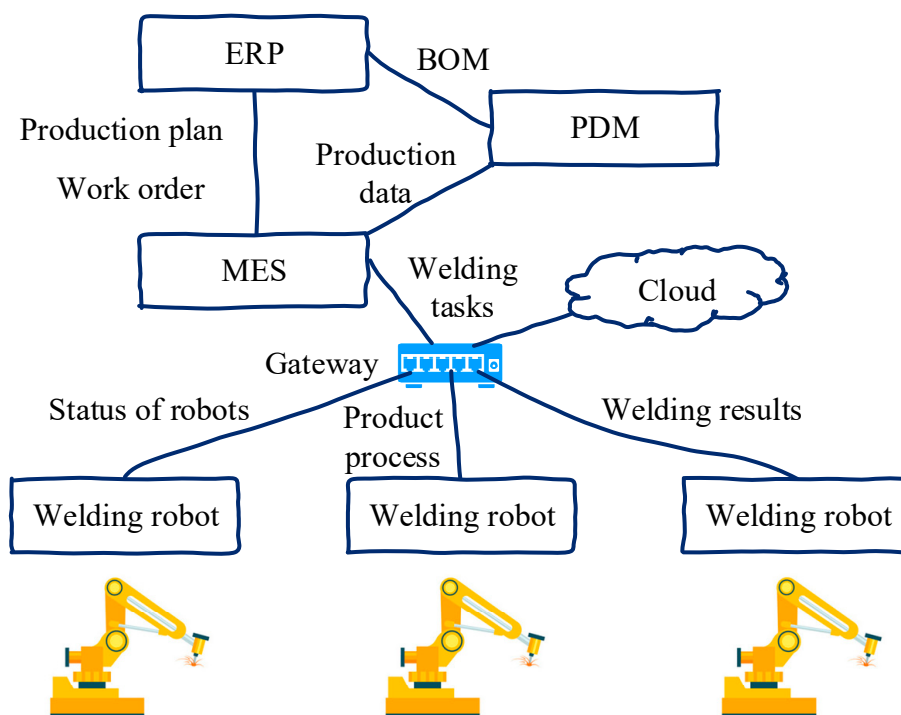 ERP
BOM
PDM
Production plan
Work order
Production
data
MES
Welding
tasks
Cloud
Gateway
Status of robots
Product
process
Welding results
Welding robot
Welding robot
Welding robot